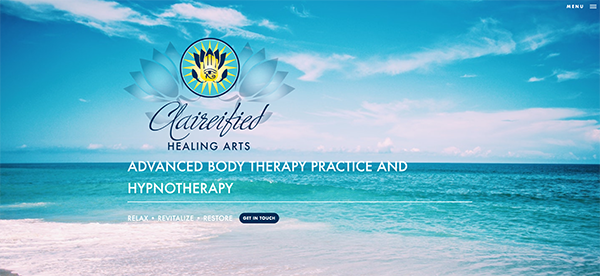 MENU
Claireified
HEALING ARTS
ADVANCED BODY THERAPY PRACTICE AND
HYPNOTHERAPY
RELAX • REVITALIZE • RESTORE GET IN TOUCH